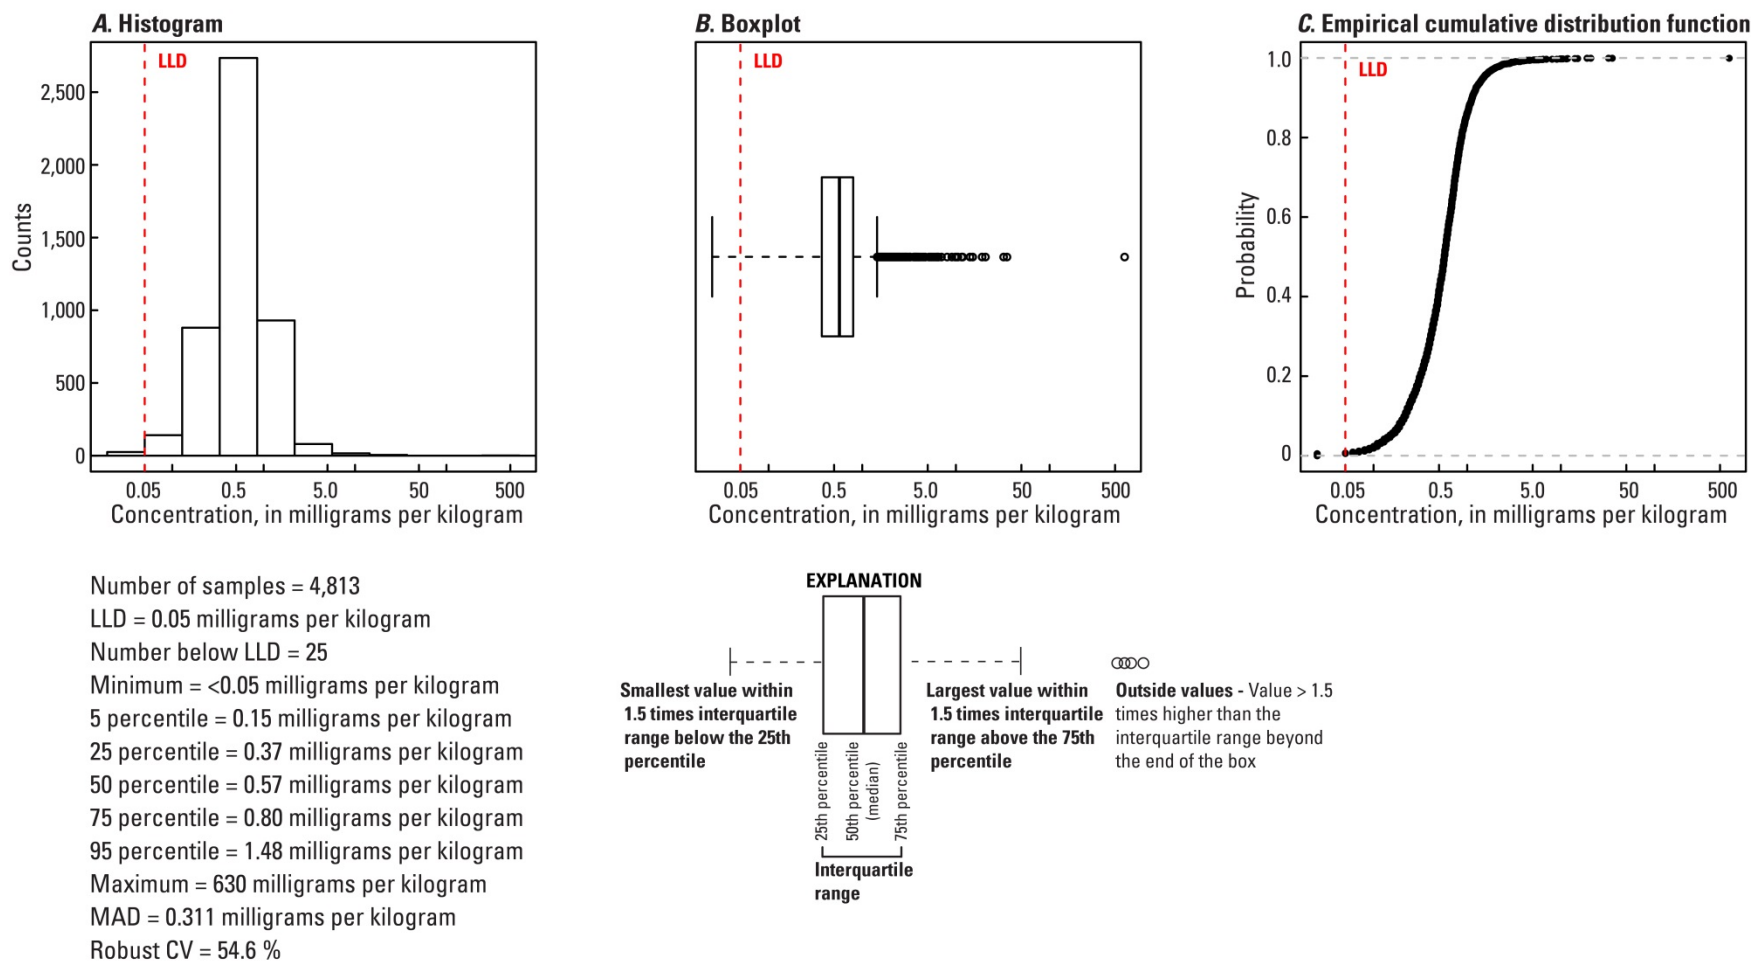 A. Histogram
LLD
2,500
2,000
1,500
1,000
500
0
Counts
0.05 0.5 5.0 50 500
Concentration, in milligrams per kilogram
B. Boxplot
LLD
0.05 0.5 5.0 50 500
Concentration, in milligrams per kilogram
C. Empirical cumulative distribution function
LLD
1.0
0.8
0.6
0.4
0.2
0
Probability
0.05 0.5 5.0 50 500
Concentration, in milligrams per kilogram
Number of samples = 4,813
LLD = 0.05 milligrams per kilogram
Number below LLD = 25
Minimum = <0.05 milligrams per kilogram
5 percentile = 0.15 milligrams per kilogram
25 percentile = 0.37 milligrams per kilogram
50 percentile = 0.57 milligrams per kilogram
75 percentile = 0.80 milligrams per kilogram
95 percentile = 1.48 milligrams per kilogram
Maximum = 630 milligrams per kilogram
MAD = 0.311 milligrams per kilogram
Robust CV = 54.6 %
EXPLANATION
Smallest value within
1.5 times interquartile
range below the 25th
percentile
25th percentile
50th percentile
(median)
75th percentile
Interquartile
range
Largest value within
1.5 times interquartile
range above the 75th
percentile
Outside values - Value > 1.5
times higher than the
interquartile range beyond
the end of the box